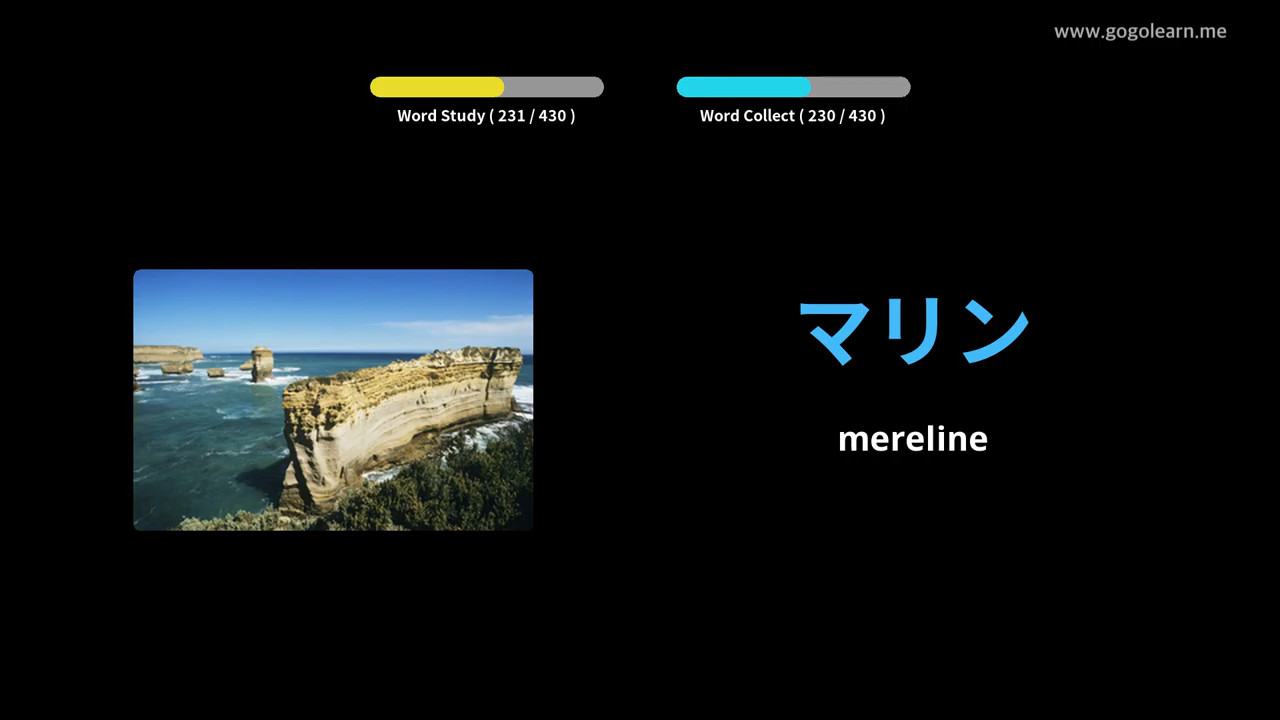 www.gogolearn.me
Word Study ( 231 / 430 )
Word Collect ( 230 / 430 )
マリン
mereline